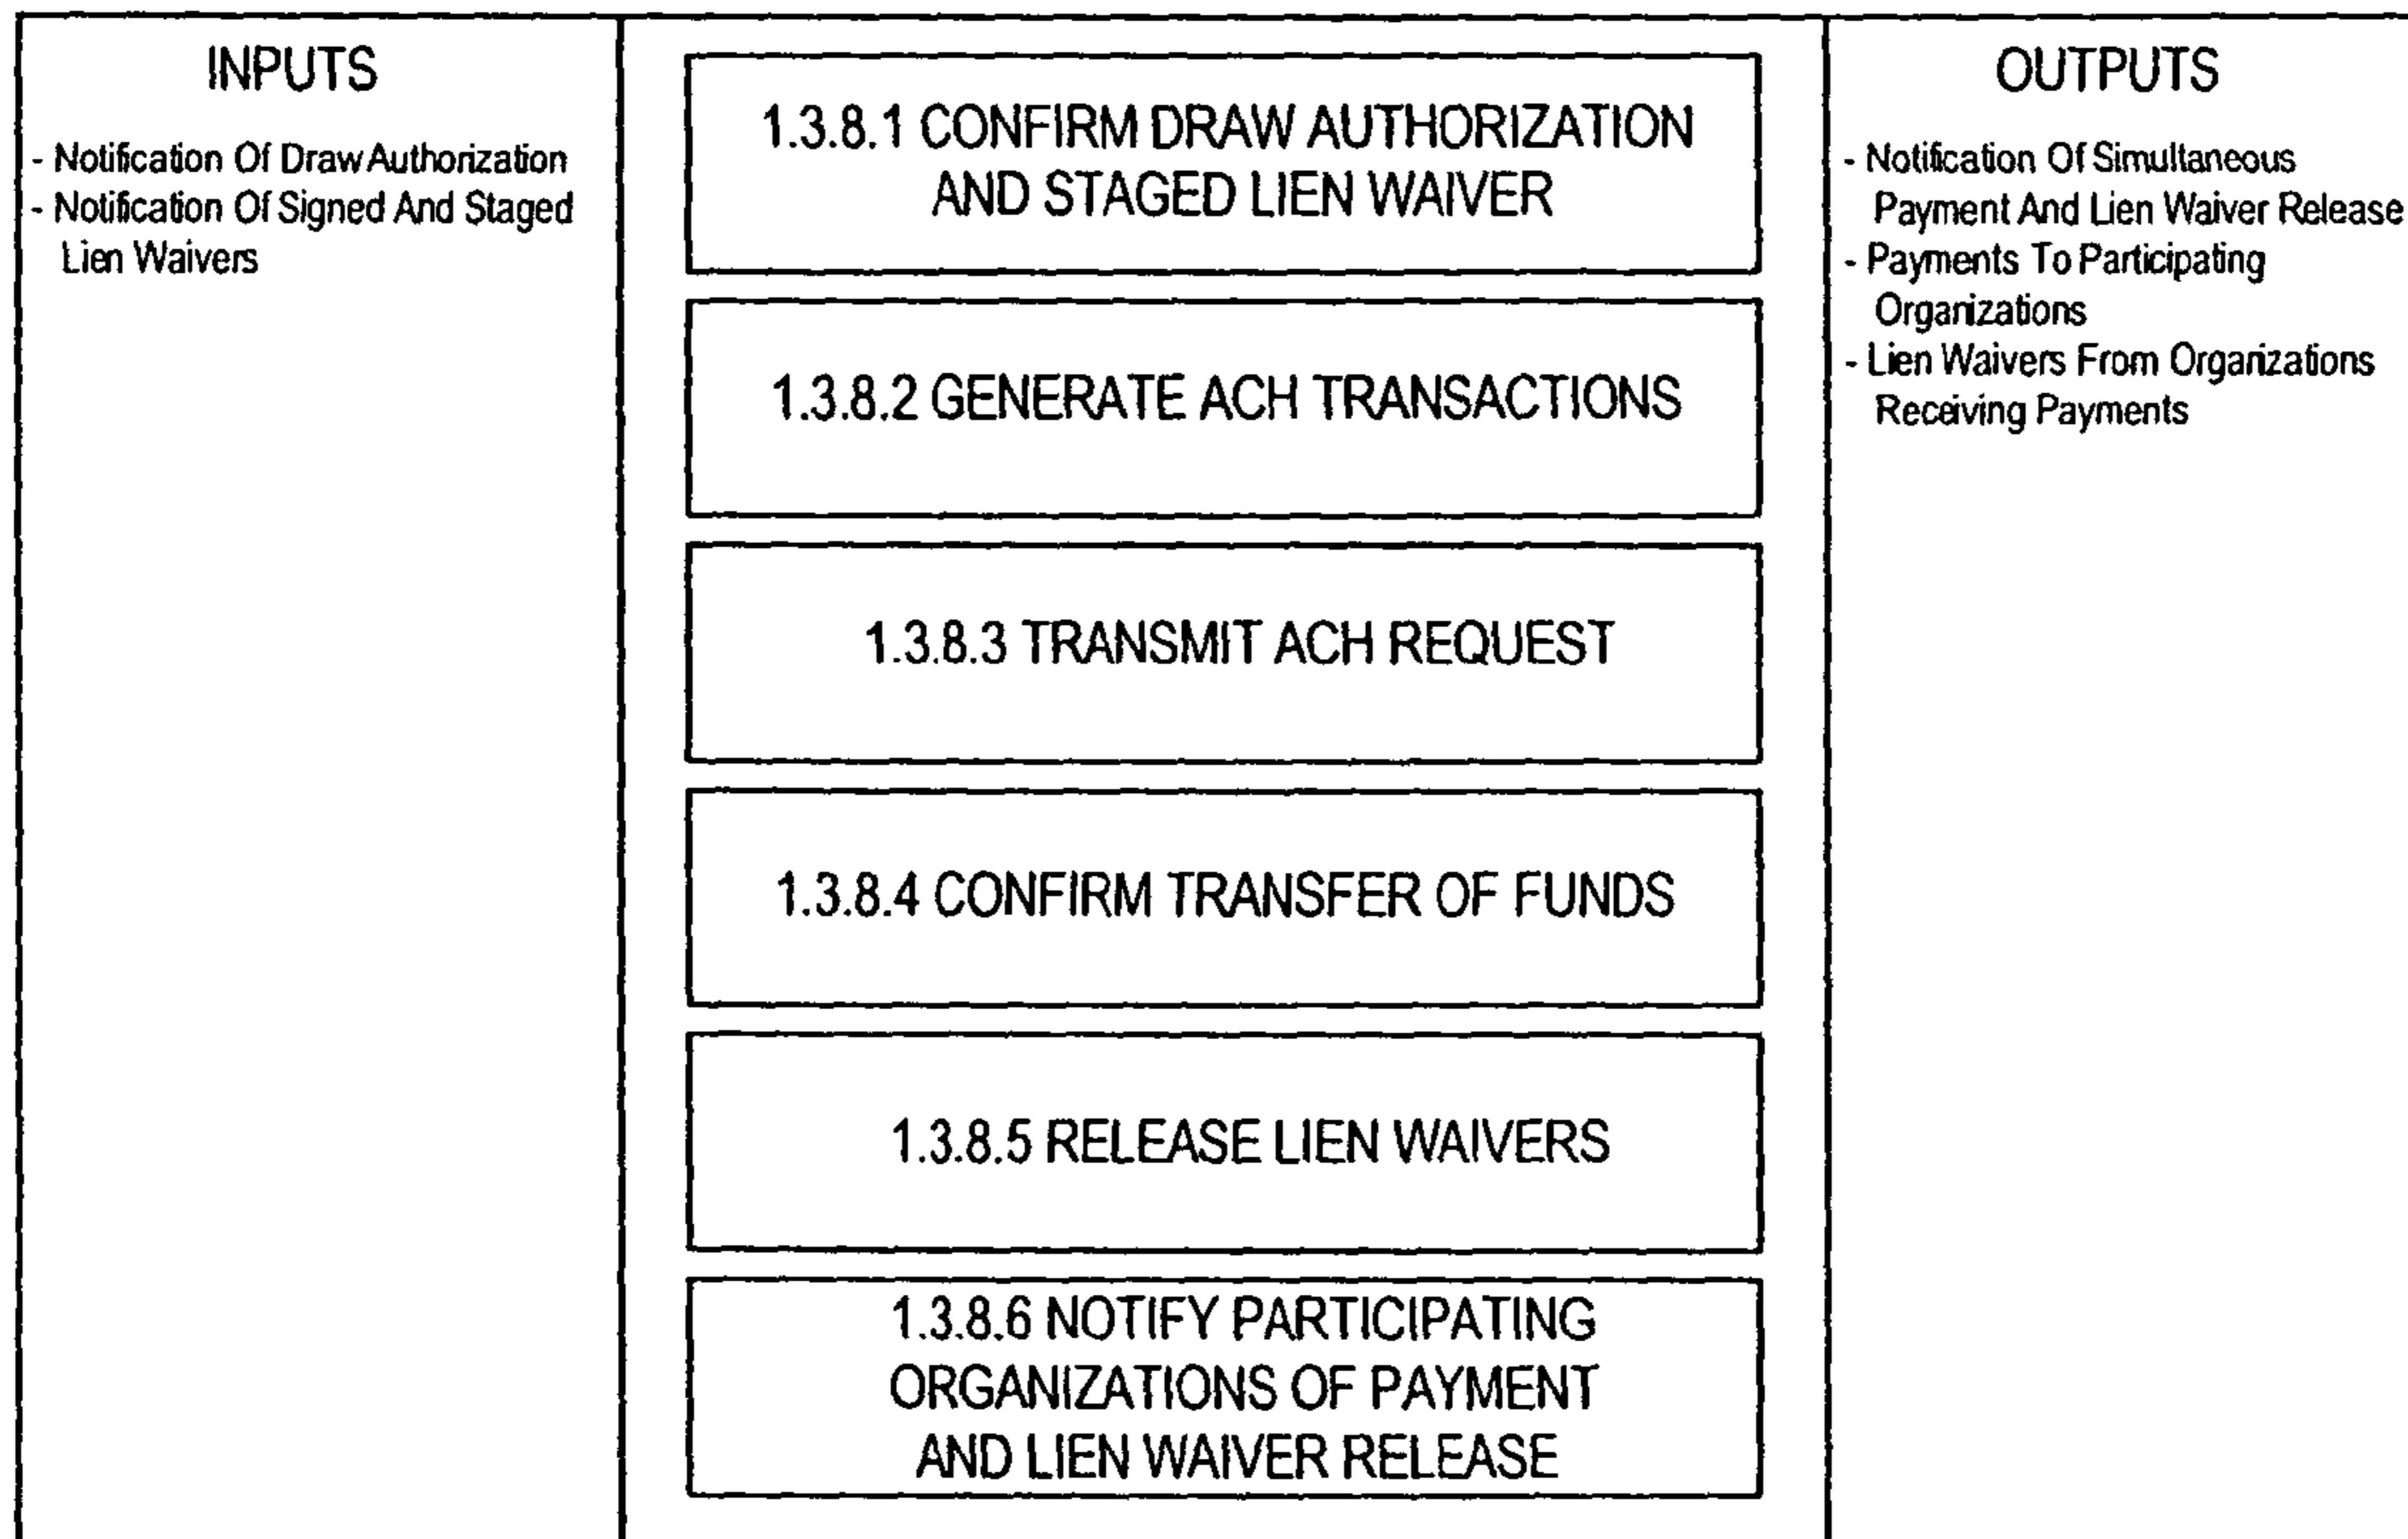 INPUTS
- Notification Of Draw Authorization
- Notification Of Signed And Staged
Lien Waivers
1.3.8.1 CONFIRM DRAW AUTHORIZATION
AND STAGED LIEN WAIVER
1.3.8.2 GENERATE ACH TRANSACTIONS
1.3.8.3 TRANSMIT ACH REQUEST
1.3.8.4 CONFIRM TRANSFER OF FUNDS
1.3.8.5 RELEASE LIEN WAIVERS
1.3.8.6 NOTIFY PARTICIPATING
ORGANIZATIONS OF PAYMENT
AND LIEN WAIVER RELEASE
OUTPUTS
- Notification Of Simultaneous
Payment And Lien Waiver Release
- Payments To Participating
Organizations
- Lien Waivers From Organizations
Receiving Payments